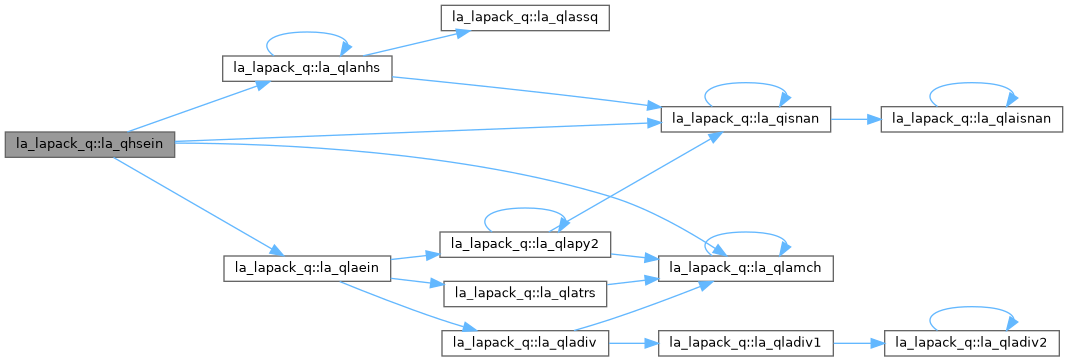 la_lapack_q::la_qlassq
la_lapack_q::la_qlanhs
la_lapack_q::la_qisnan
la_lapack_q::la_qlaisnan
la_lapack_q::la_qhsein
la_lapack_q::la_qlapy2
la_lapack_q::la_qlaein
la_lapack_q::la_qlamch
la_lapack_q::la_qlatrs
la_lapack_q::la_qladiv
la_lapack_q::la_qladiv1
la_lapack_q::la_qladiv2